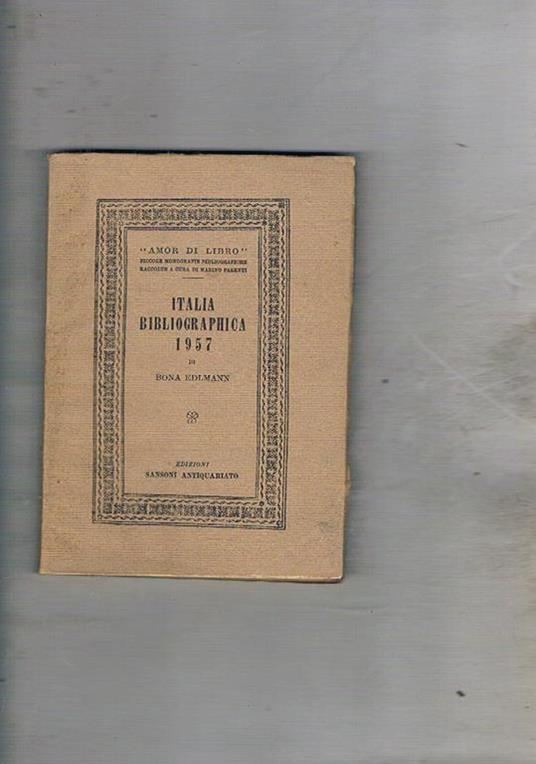 "AMOR DI LIBRO"
PICCOLE MONOGRAFIE BIBLIOGRAFICHE
RACCOLTE A CURA DI MARINO PARENTI
ITALIA
BIBLIOGRAPHICA
1957
DI
BONA EDLMANN
EDIZIONI
SANSONI ANTIQUARIATO